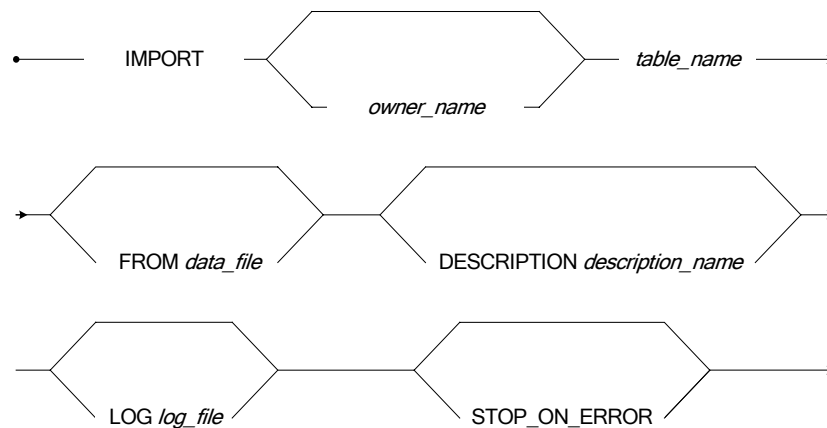 IMPORT table_name
owner_name
FROM data_file DESCRIPTION description_name
LOG log_file STOP_ON_ERROR